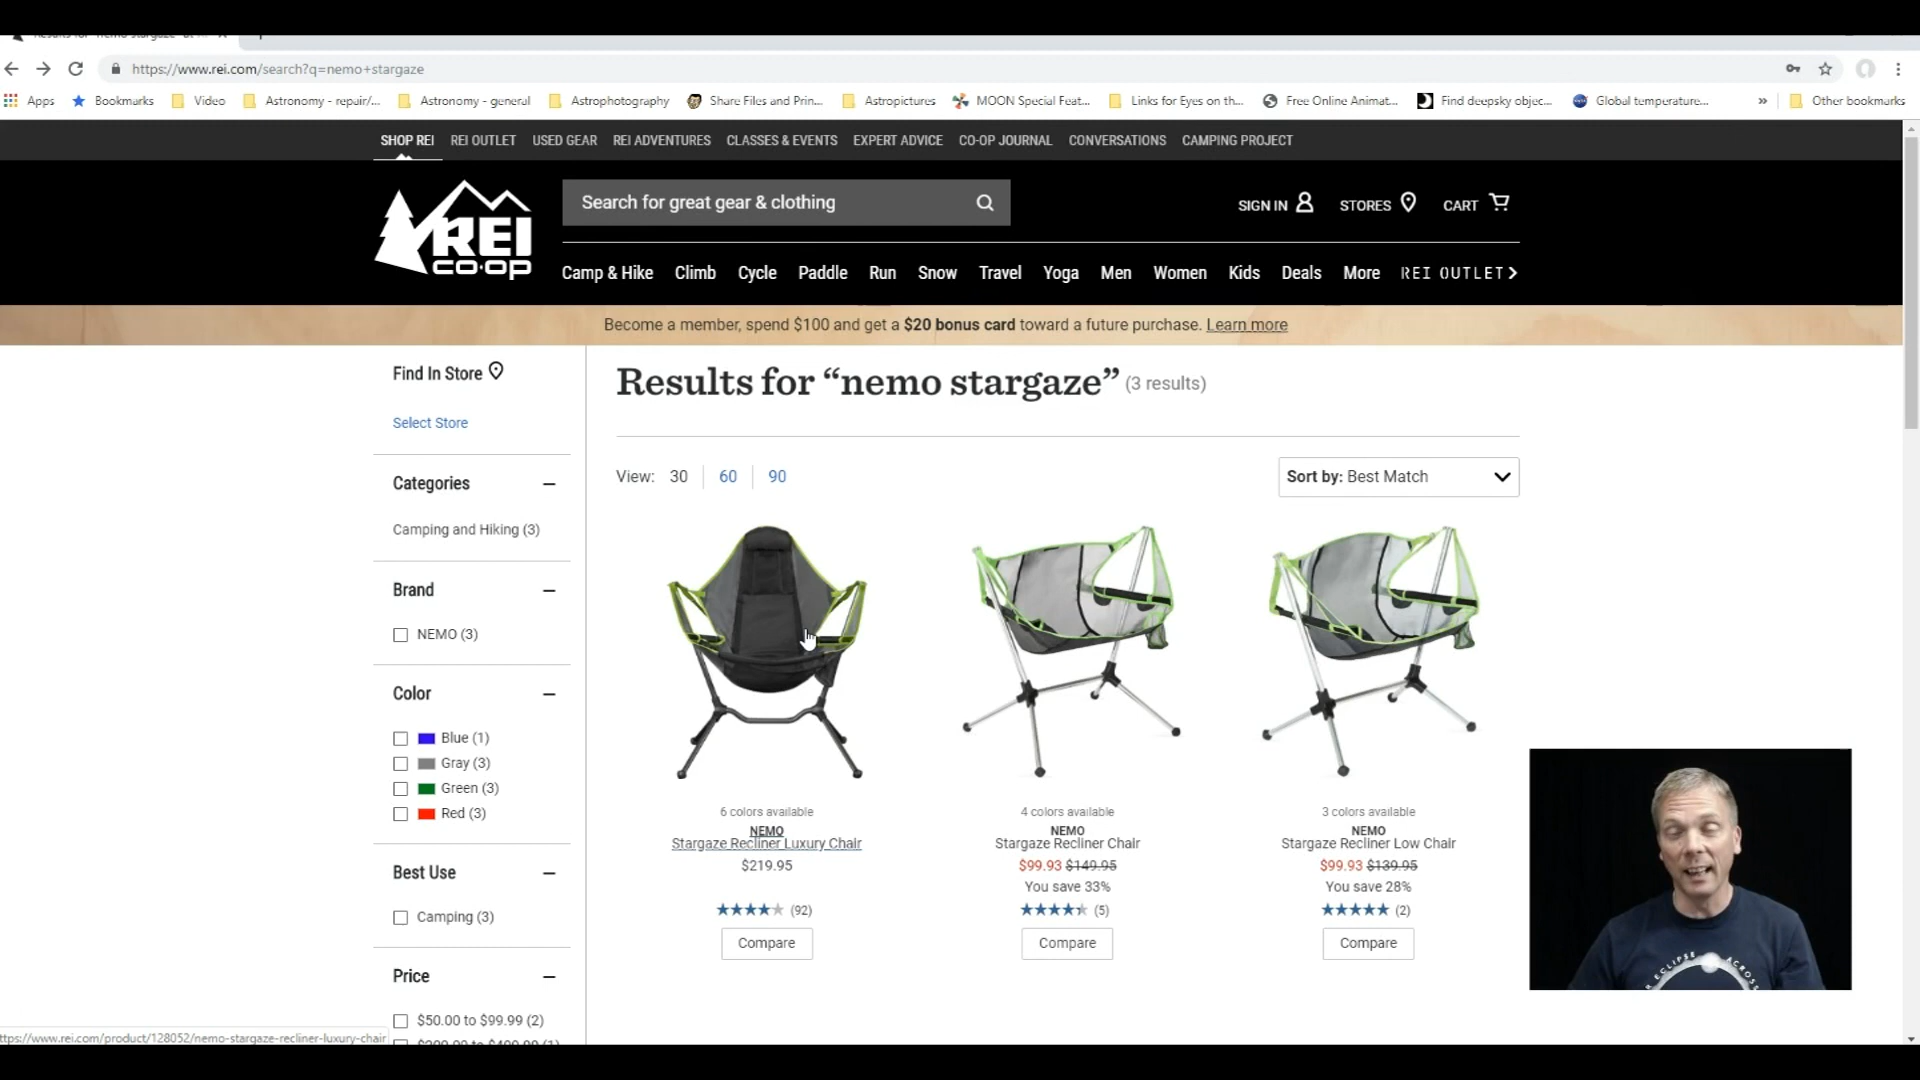 https://www.rei.com/search?q=nemo+stargaze
Apps
Bookmarks
Video
Astronomy - repair/...
Astronomy - general
Astrophotography
Share Files and Prin...
Astropictures
MOON Special Feat...
Links for Eyes on th...
Free Online Animat...
Find deepsky objec...
Global temperature...
»
Other bookmarks
SHOP REI
REI OUTLET
USED GEAR
REI ADVENTURES
CLASSES & EVENTS
EXPERT ADVICE
CO-OP JOURNAL
CONVERSATIONS
CAMPING PROJECT
REI
CO·OP
Search for great gear & clothing
SIGN IN
STORES
CART
Camp & Hike
Climb
Cycle
Paddle
Run
Snow
Travel
Yoga
Men
Women
Kids
Deals
More
REI OUTLET
Become a member, spend $100 and get a $20 bonus card toward a future purchase. Learn more
Find In Store
Select Store
Categories
Camping and Hiking (3)
Brand
NEMO (3)
Color
Blue (1)
Gray (3)
Green (3)
Red (3)
Best Use
Camping (3)
Price
$50.00 to $99.99 (2)
Results for “nemo stargaze” (3 results)
View: 30 60 90
Sort by: Best Match
6 colors available
NEMO
Stargaze Recliner Luxury Chair
$219.95
(92)
Compare
4 colors available
NEMO
Stargaze Recliner Chair
$99.93 $149.95
You save 33%
(5)
Compare
3 colors available
NEMO
Stargaze Recliner Low Chair
$99.93 $139.95
You save 28%
(2)
Compare
ECLIPSE ACROSS
ttps://www.rei.com/product/128052/nemo-stargaze-recliner-luxury-chair